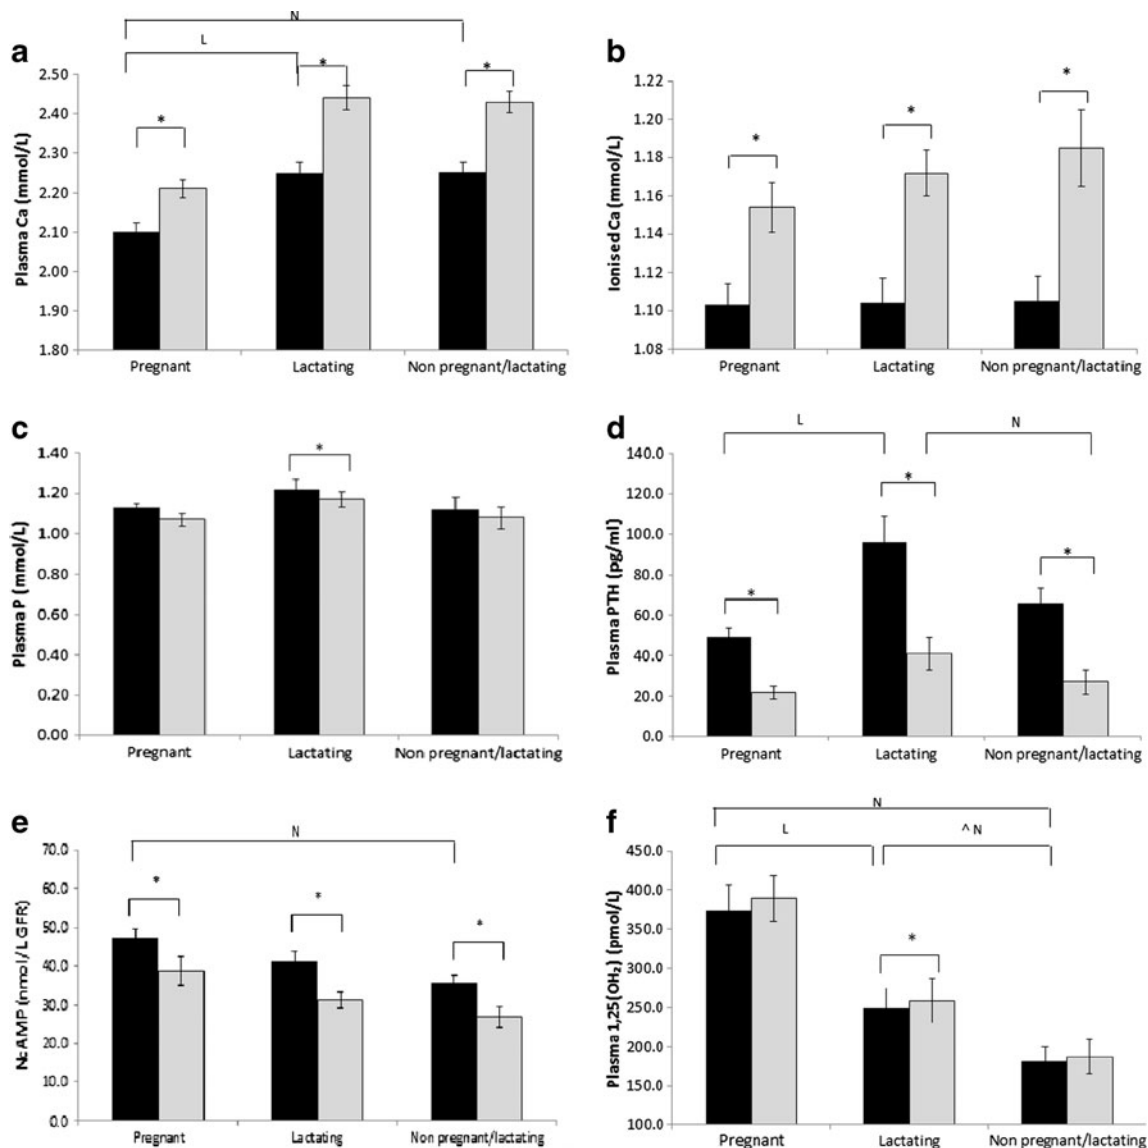 a
N
L
Plasma Ca (mmol/L)
2.50
2.40
2.30
2.20
2.10
2.00
1.90
1.80
*
*
*
Pregnant Lactating Non pregnant/lactating
b
Ionised Ca (mmol/L)
1.22
1.20
1.18
1.16
1.14
1.12
1.10
1.08
*
*
*
Pregnant Lactating Non pregnant/lactating
c
Plasma P (mmol/L)
1.40
1.20
1.00
0.80
0.60
0.40
0.20
0.00
*
Pregnant Lactating Non pregnant/lactating
d
L
N
Plasma PTH (pg/ml)
140.0
120.0
100.0
80.0
60.0
40.0
20.0
0.0
*
*
*
Pregnant Lactating Non pregnant/lactating
e
N
NcAMP (nmol/L GFR)
70.0
60.0
50.0
40.0
30.0
20.0
10.0
0.0
*
*
*
Pregnant Lactating Non pregnant/lactating
f
N
L
^ N
Plasma 1,25(OH₂) (pmol/L)
450.0
400.0
350.0
300.0
250.0
200.0
150.0
100.0
*
Pregnant Lactating Non pregnant/lactating